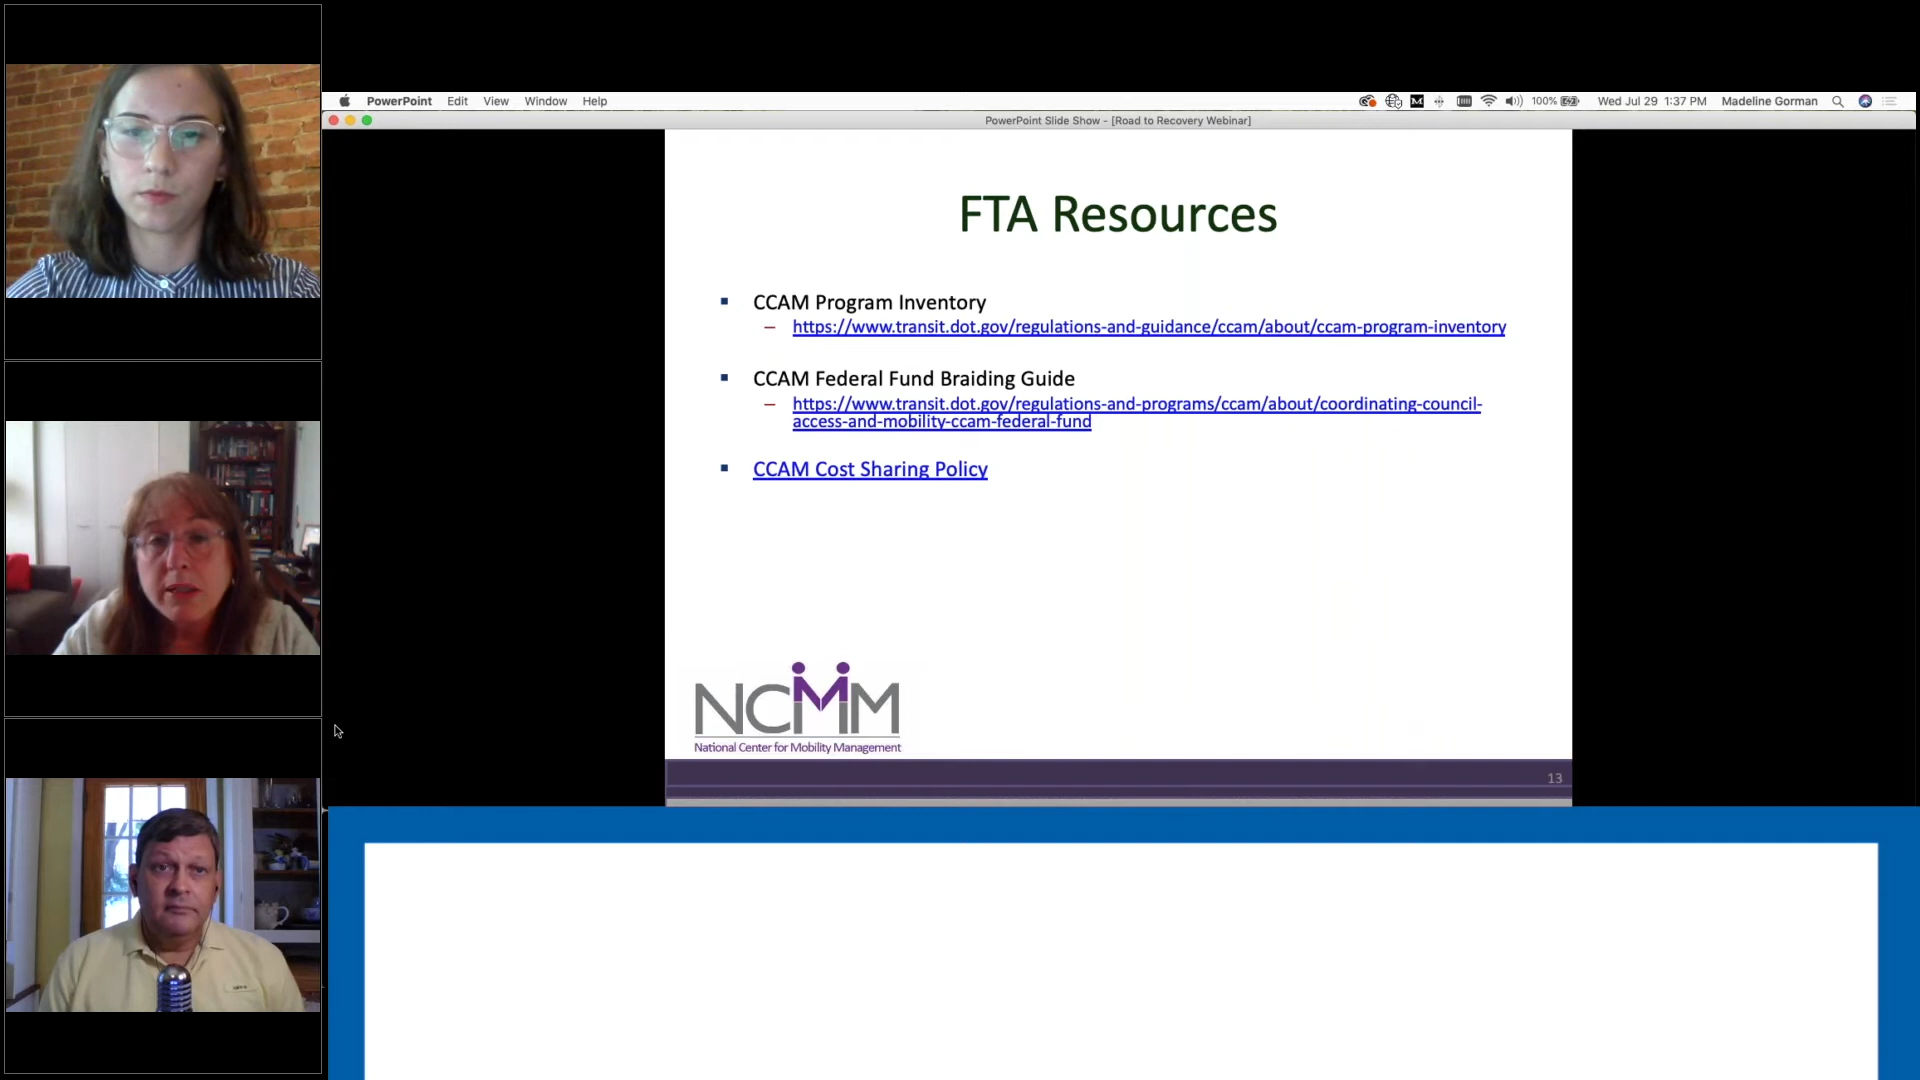 PowerPoint Edit View Window Help 100% Wed Jul 29 1:37 PM Madeline Gorman
PowerPoint Slide Show - [Road to Recovery Webinar]
FTA Resources
▪ CCAM Program Inventory
– https://www.transit.dot.gov/regulations-and-guidance/ccam/about/ccam-program-inventory
▪ CCAM Federal Fund Braiding Guide
– https://www.transit.dot.gov/regulations-and-programs/ccam/about/coordinating-council-
access-and-mobility-ccam-federal-fund
▪ CCAM Cost Sharing Policy
NCMM
National Center for Mobility Management
13